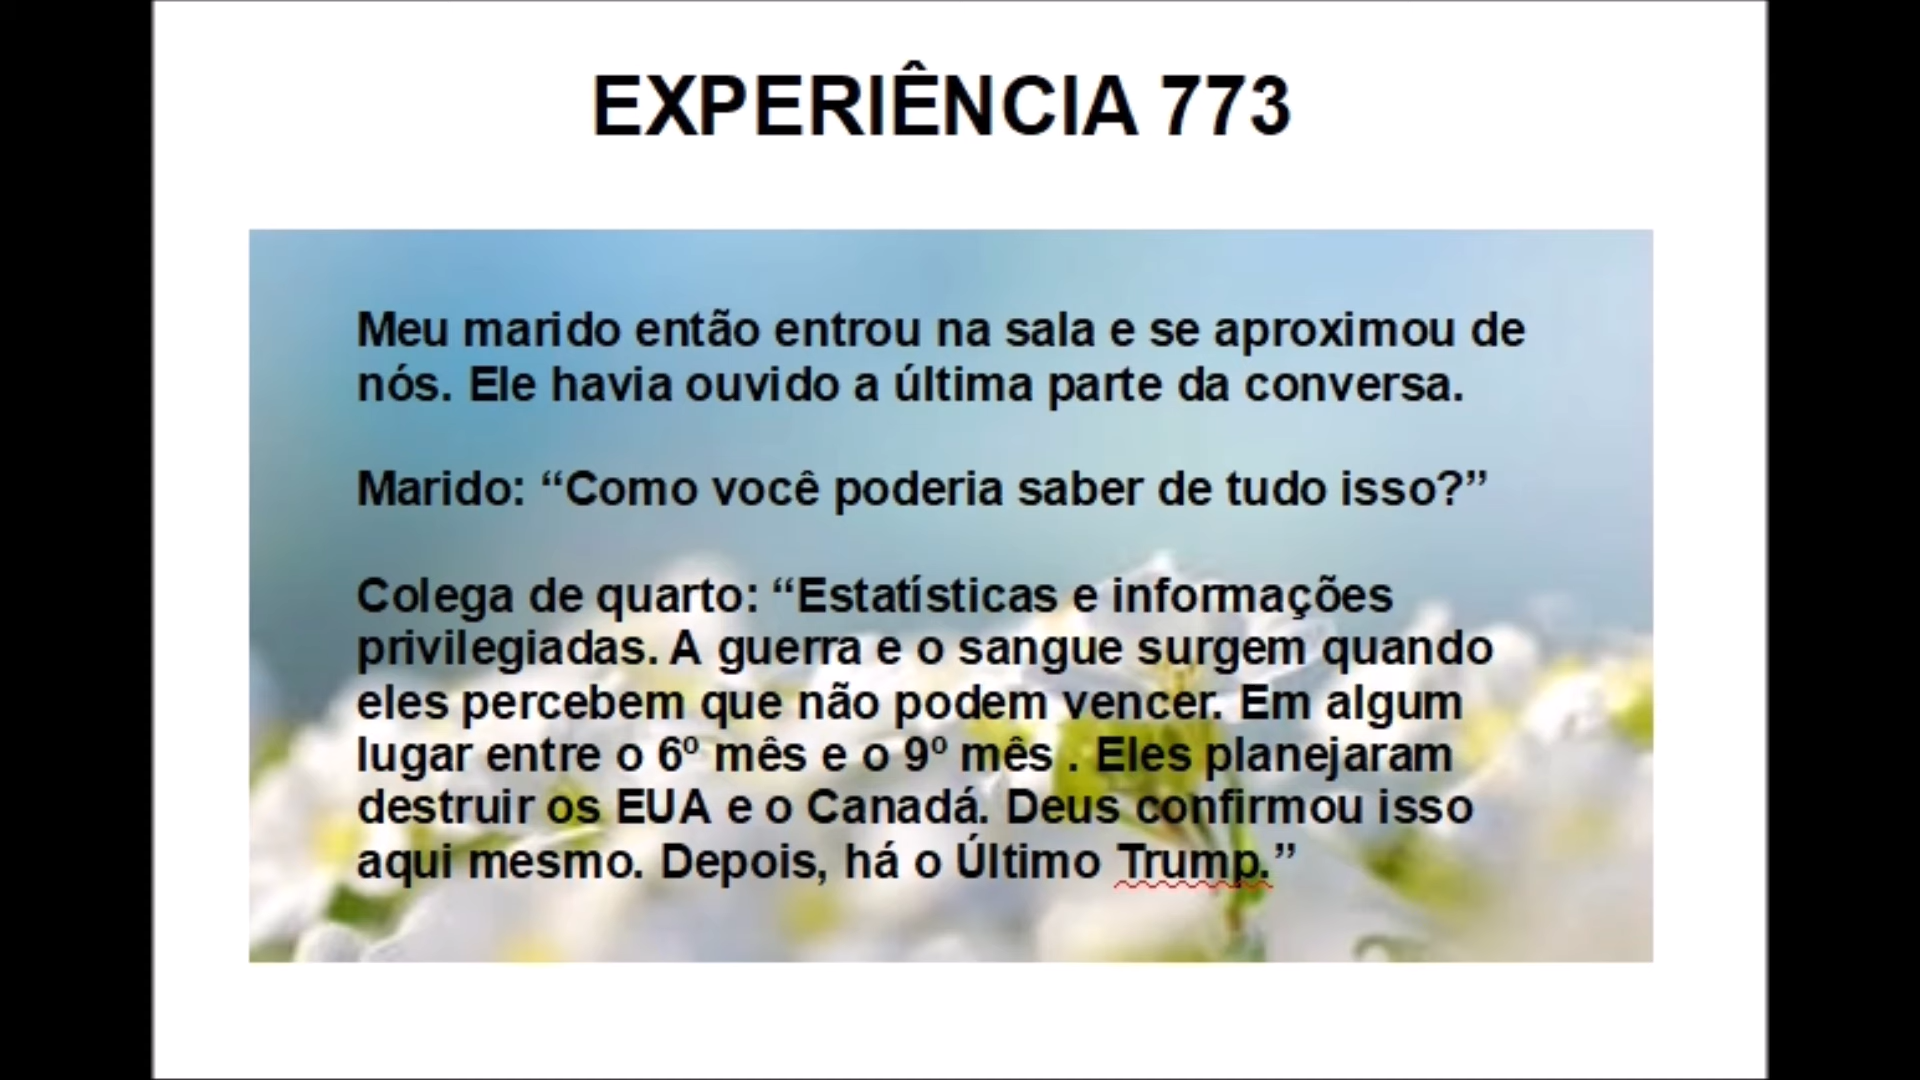 EXPERIÊNCIA 773
Meu marido então entrou na sala e se aproximou de
nós. Ele havia ouvido a última parte da conversa.
Marido: “Como você poderia saber de tudo isso?”
Colega de quarto: “Estatísticas e informações
privilegiadas. A guerra e o sangue surgem quando
eles percebem que não podem vencer. Em algum
lugar entre o 6º mês e o 9º mês . Eles planejaram
destruir os EUA e o Canadá. Deus confirmou isso
aqui mesmo. Depois, há o Último Trump.”